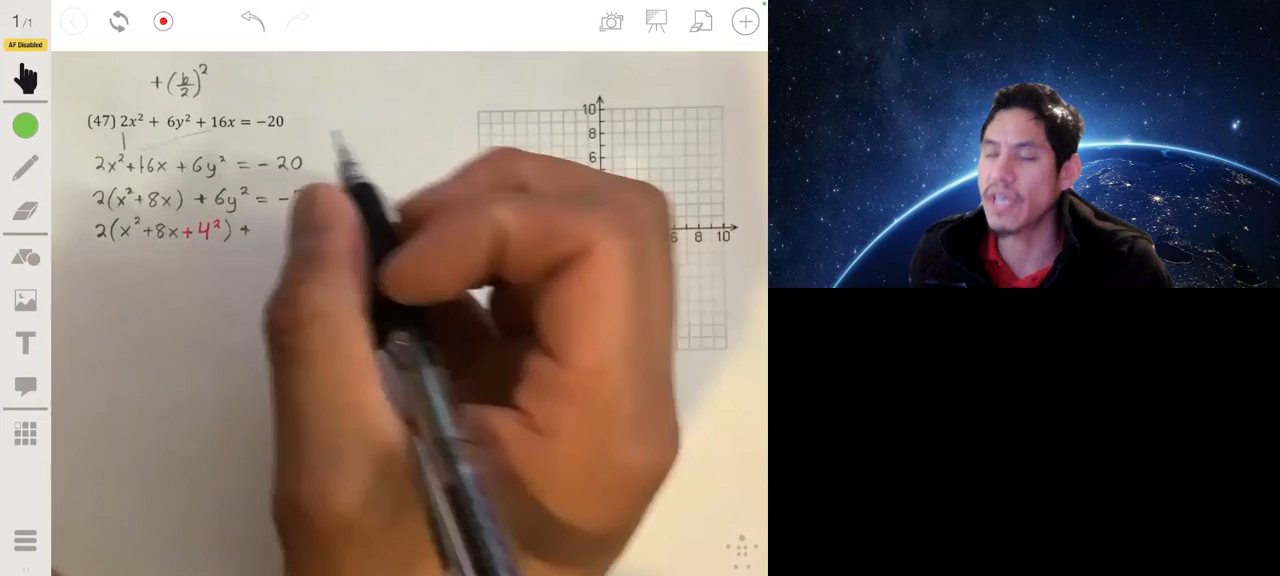 1/1
AF Disabled
+ (b/2)²
(47) 2x² + 6y² + 16x = −20
2x² + 16x + 6y² = − 20
2(x² + 8x) + 6y² = −
2(x² + 8x + 4²) +
10
8
6
6 8 10
T